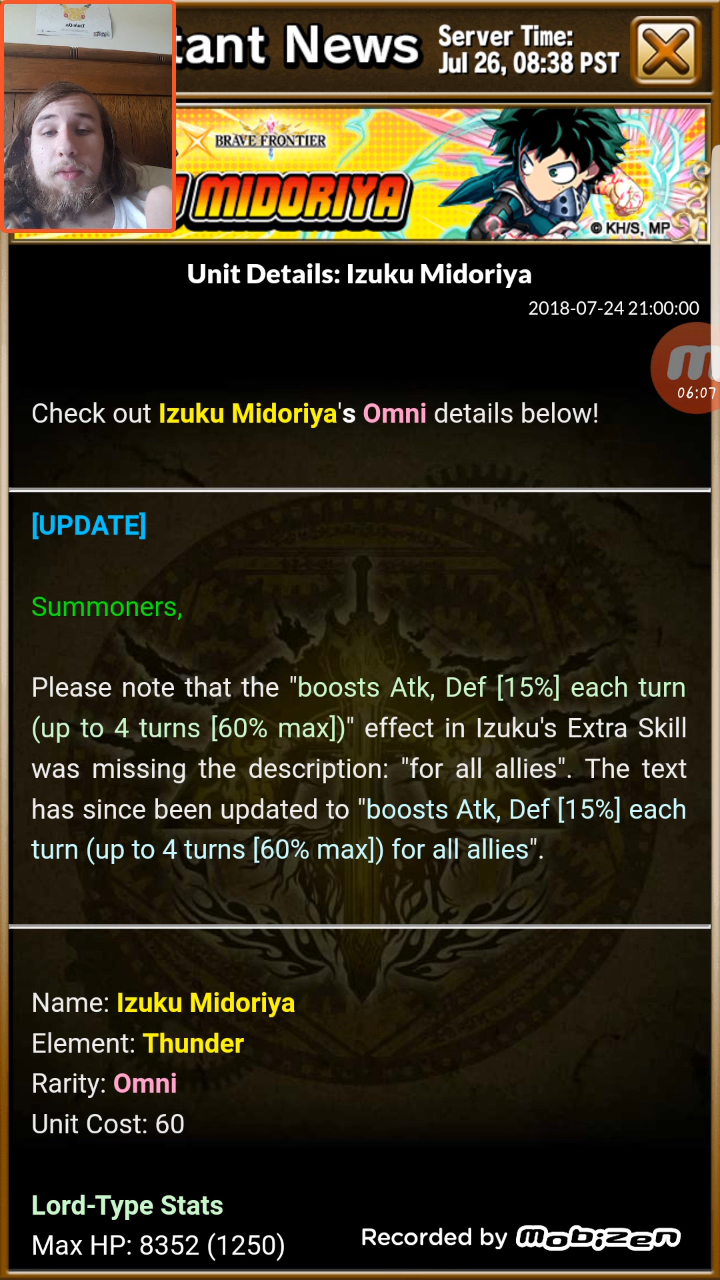 tant News
Server Time:
Jul 26, 08:38 PST
BRAVE FRONTIER
MIDORIYA
© KH/S, MP
Unit Details: Izuku Midoriya
2018-07-24 21:00:00
06:07
Check out Izuku Midoriya's Omni details below!
[UPDATE]
Summoners,
Please note that the "boosts Atk, Def [15%] each turn
(up to 4 turns [60% max])" effect in Izuku's Extra Skill
was missing the description: "for all allies". The text
has since been updated to "boosts Atk, Def [15%] each
turn (up to 4 turns [60% max]) for all allies".
Name: Izuku Midoriya
Element: Thunder
Rarity: Omni
Unit Cost: 60
Lord-Type Stats
Max HP: 8352 (1250)
Recorded by mobizen